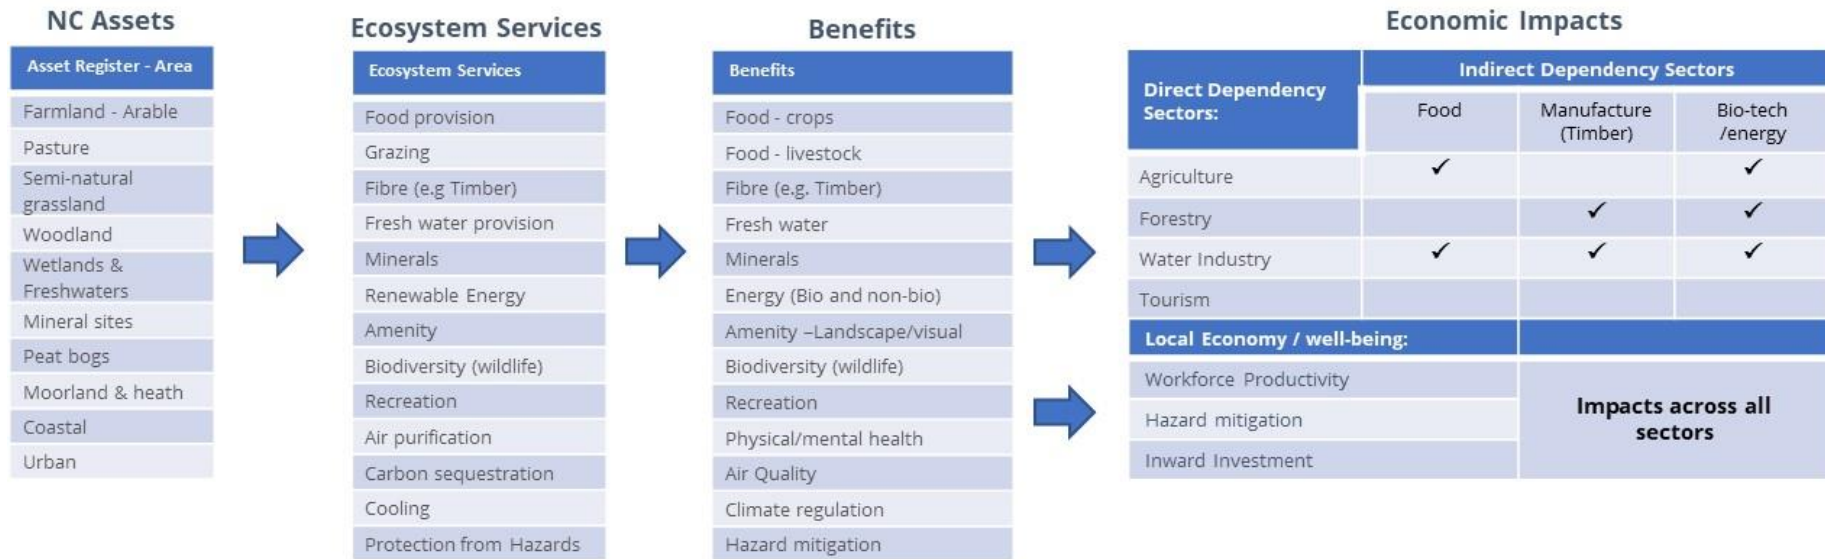 NC Assets
Asset Register - Area
Farmland - Arable
Pasture
Semi-natural
grassland
Woodland
Wetlands &
Freshwaters
Mineral sites
Peat bogs
Moorland & heath
Coastal
Urban
Ecosystem Services
Ecosystem Services
Food provision
Grazing
Fibre (e.g Timber)
Fresh water provision
Minerals
Renewable Energy
Amenity
Biodiversity (wildlife)
Recreation
Air purification
Carbon sequestration
Cooling
Protection from Hazards
Benefits
Benefits
Food - crops
Food - livestock
Fibre (e.g. Timber)
Fresh water
Minerals
Energy (Bio and non-bio)
Amenity –Landscape/visual
Biodiversity (wildlife)
Recreation
Physical/mental health
Air Quality
Climate regulation
Hazard mitigation
Economic Impacts
Direct Dependency
Sectors:
Indirect Dependency Sectors
Food
Manufacture
(Timber)
Bio-tech
/energy
Agriculture ✓ ✓
Forestry ✓ ✓
Water Industry ✓ ✓ ✓
Tourism
Local Economy / well-being:
Workforce Productivity
Hazard mitigation
Inward Investment
Impacts across all
sectors